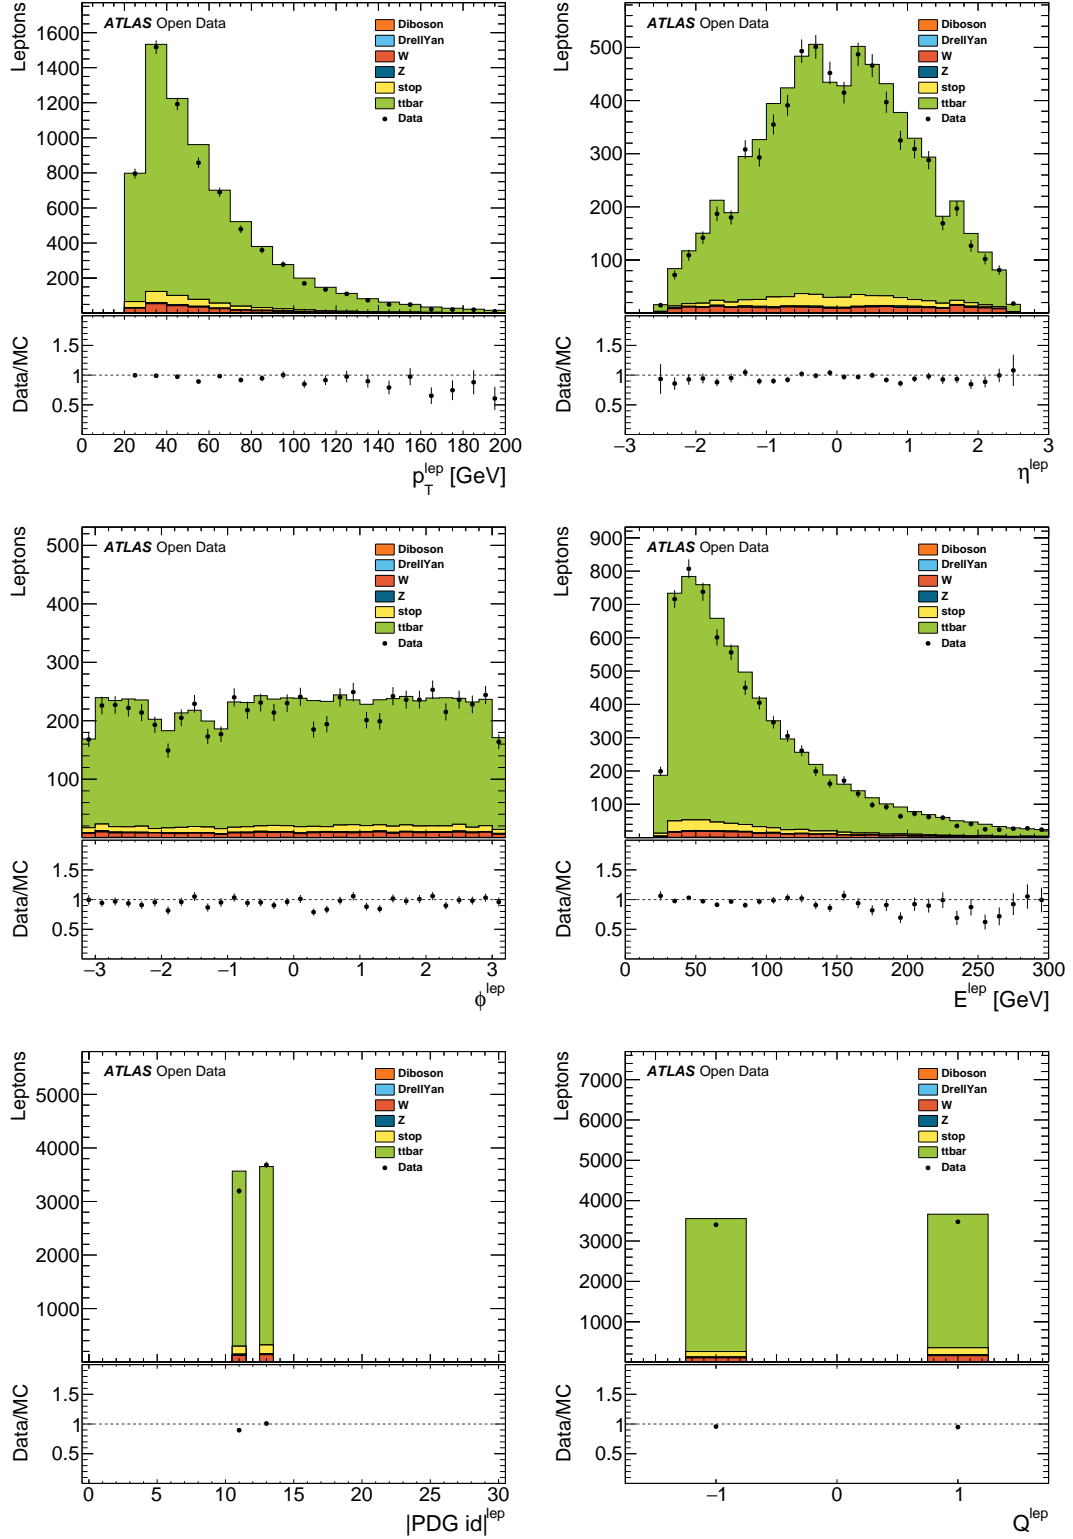 Leptons
ATLAS Open Data
Diboson
DrellYan
W
Z
stop
ttbar
Data
1600
1400
1200
1000
800
600
400
200
Data/MC
1.5
1
0.5
0 20 40 60 80 100 120 140 160 180 200
p_T^lep [GeV]
Leptons
ATLAS Open Data
Diboson
DrellYan
W
Z
stop
ttbar
Data
500
400
300
200
100
Data/MC
1.5
1
0.5
−3 −2 −1 0 1 2 3
η^lep
Leptons
ATLAS Open Data
Diboson
DrellYan
W
Z
stop
ttbar
Data
500
400
300
200
100
Data/MC
1.5
1
0.5
−3 −2 −1 0 1 2 3
ϕ^lep
Leptons
ATLAS Open Data
Diboson
DrellYan
W
Z
stop
ttbar
Data
900
800
700
600
500
400
300
200
100
Data/MC
1.5
1
0.5
0 50 100 150 200 250 300
E^lep [GeV]
Leptons
ATLAS Open Data
Diboson
DrellYan
W
Z
stop
ttbar
Data
5000
4000
3000
2000
1000
Data/MC
1.5
1
0.5
0 5 10 15 20 25 30
|PDG id|^lep
Leptons
ATLAS Open Data
Diboson
DrellYan
W
Z
stop
ttbar
Data
7000
6000
5000
4000
3000
2000
1000
Data/MC
1.5
1
0.5
−1 0 1
Q^lep